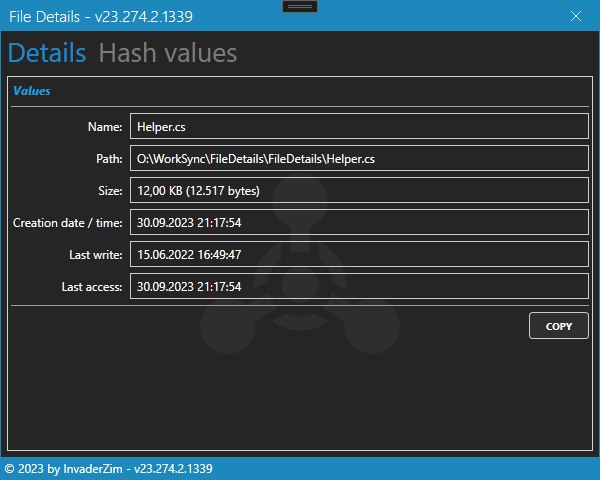 File Details - v23.274.2.1339
Details Hash values
Values
Name: Helper.cs
Path: O:\WorkSync\FileDetails\FileDetails\Helper.cs
Size: 12,00 KB (12.517 bytes)
Creation date / time: 30.09.2023 21:17:54
Last write: 15.06.2022 16:49:47
Last access: 30.09.2023 21:17:54
COPY
© 2023 by InvaderZim - v23.274.2.1339